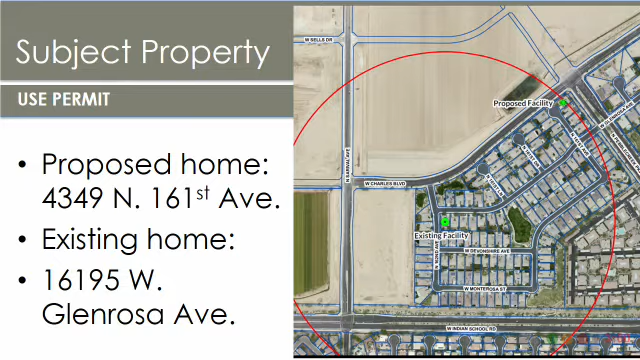 Subject Property
USE PERMIT
• Proposed home:
4349 N. 161st Ave.
• Existing home:
• 16195 W.
Glenrosa Ave.
W SELLS DR
Proposed Facility
W CHARLES BLVD
Existing Facility
W DEVONSHIRE AVE
W MONTEROSA ST
W INDIAN SCHOOL RD